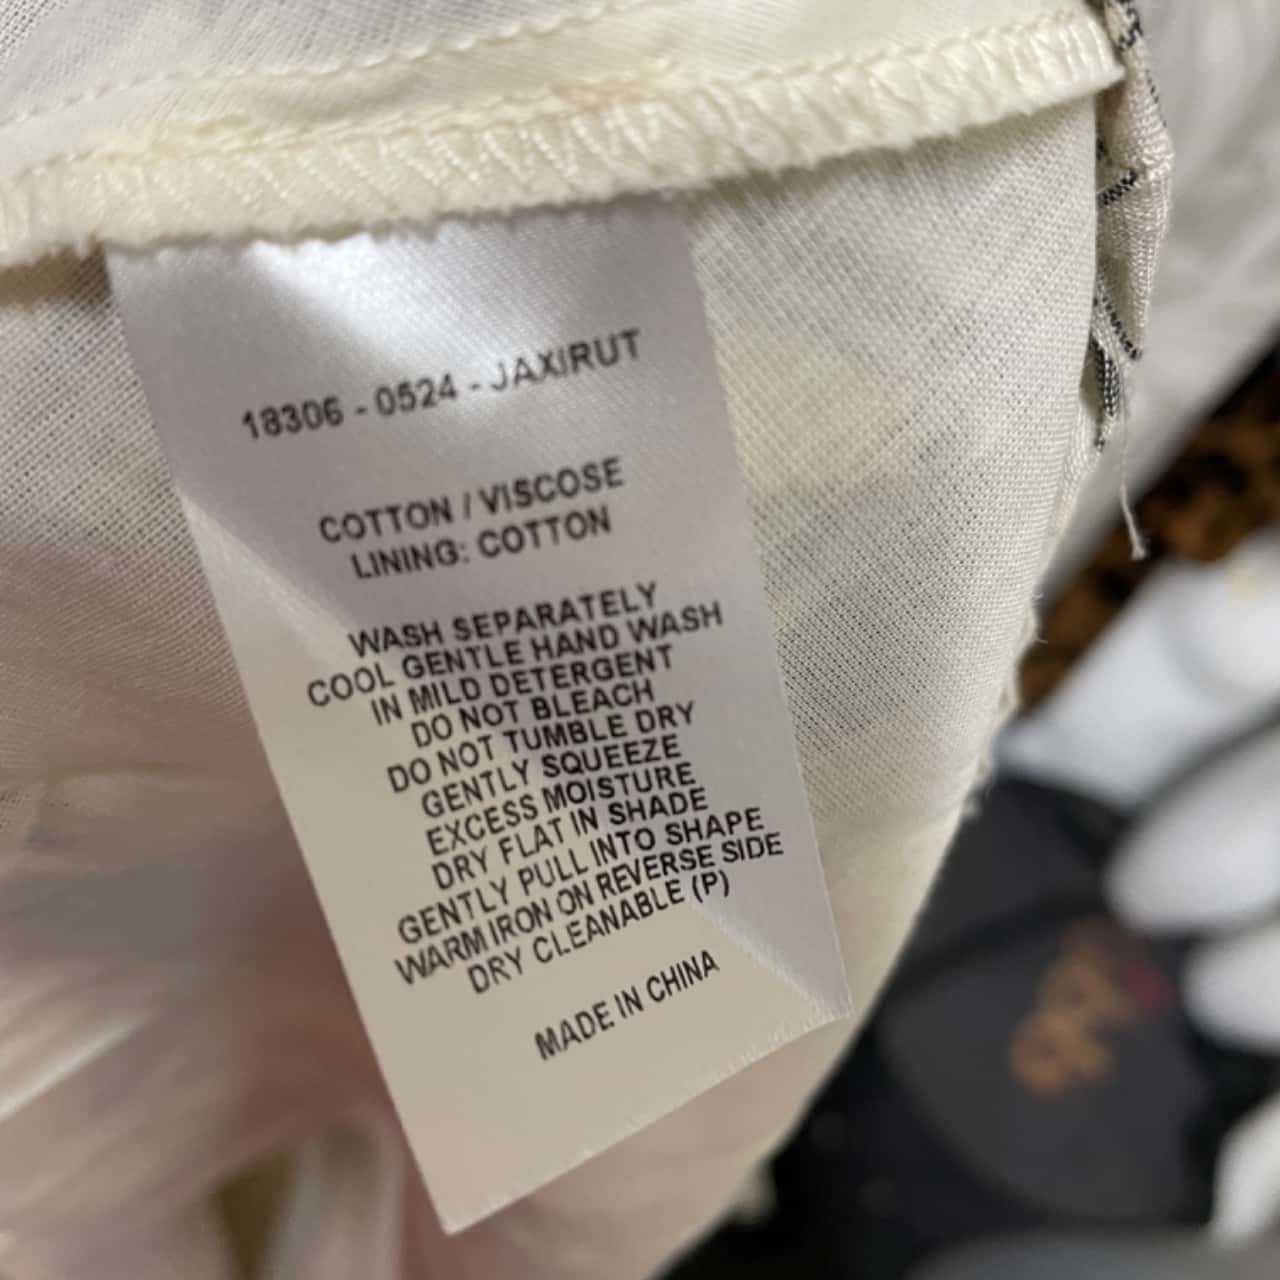 18306 - 0524 - JAXIRUT
COTTON / VISCOSE
LINING: COTTON
WASH SEPARATELY
COOL GENTLE HAND WASH
IN MILD DETERGENT
DO NOT BLEACH
DO NOT TUMBLE DRY
GENTLY SQUEEZE
EXCESS MOISTURE
DRY FLAT IN SHADE
GENTLY PULL INTO SHAPE
WARM IRON ON REVERSE SIDE
DRY CLEANABLE (P)
MADE IN CHINA